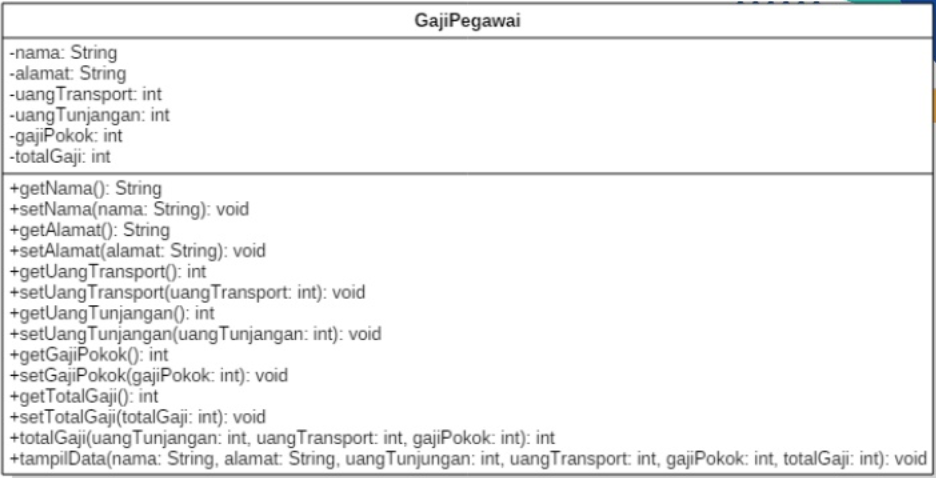 GajiPegawai
-nama: String
-alamat: String
-uangTransport: int
-uangTunjangan: int
-gajiPokok: int
-totalGaji: int
+getNama(): String
+setNama(nama: String): void
+getAlamat(): String
+setAlamat(alamat: String): void
+getUangTransport(): int
+setUangTransport(uangTransport: int): void
+getUangTunjangan(): int
+setUangTunjangan(uangTunjangan: int): void
+getGajiPokok(): int
+setGajiPokok(gajiPokok: int): void
+getTotalGaji(): int
+setTotalGaji(totalGaji: int): void
+totalGaji(uangTunjangan: int, uangTransport: int, gajiPokok: int): int
+tampilData(nama: String, alamat: String, uangTunjungan: int, uangTransport: int, gajiPokok: int, totalGaji: int): void